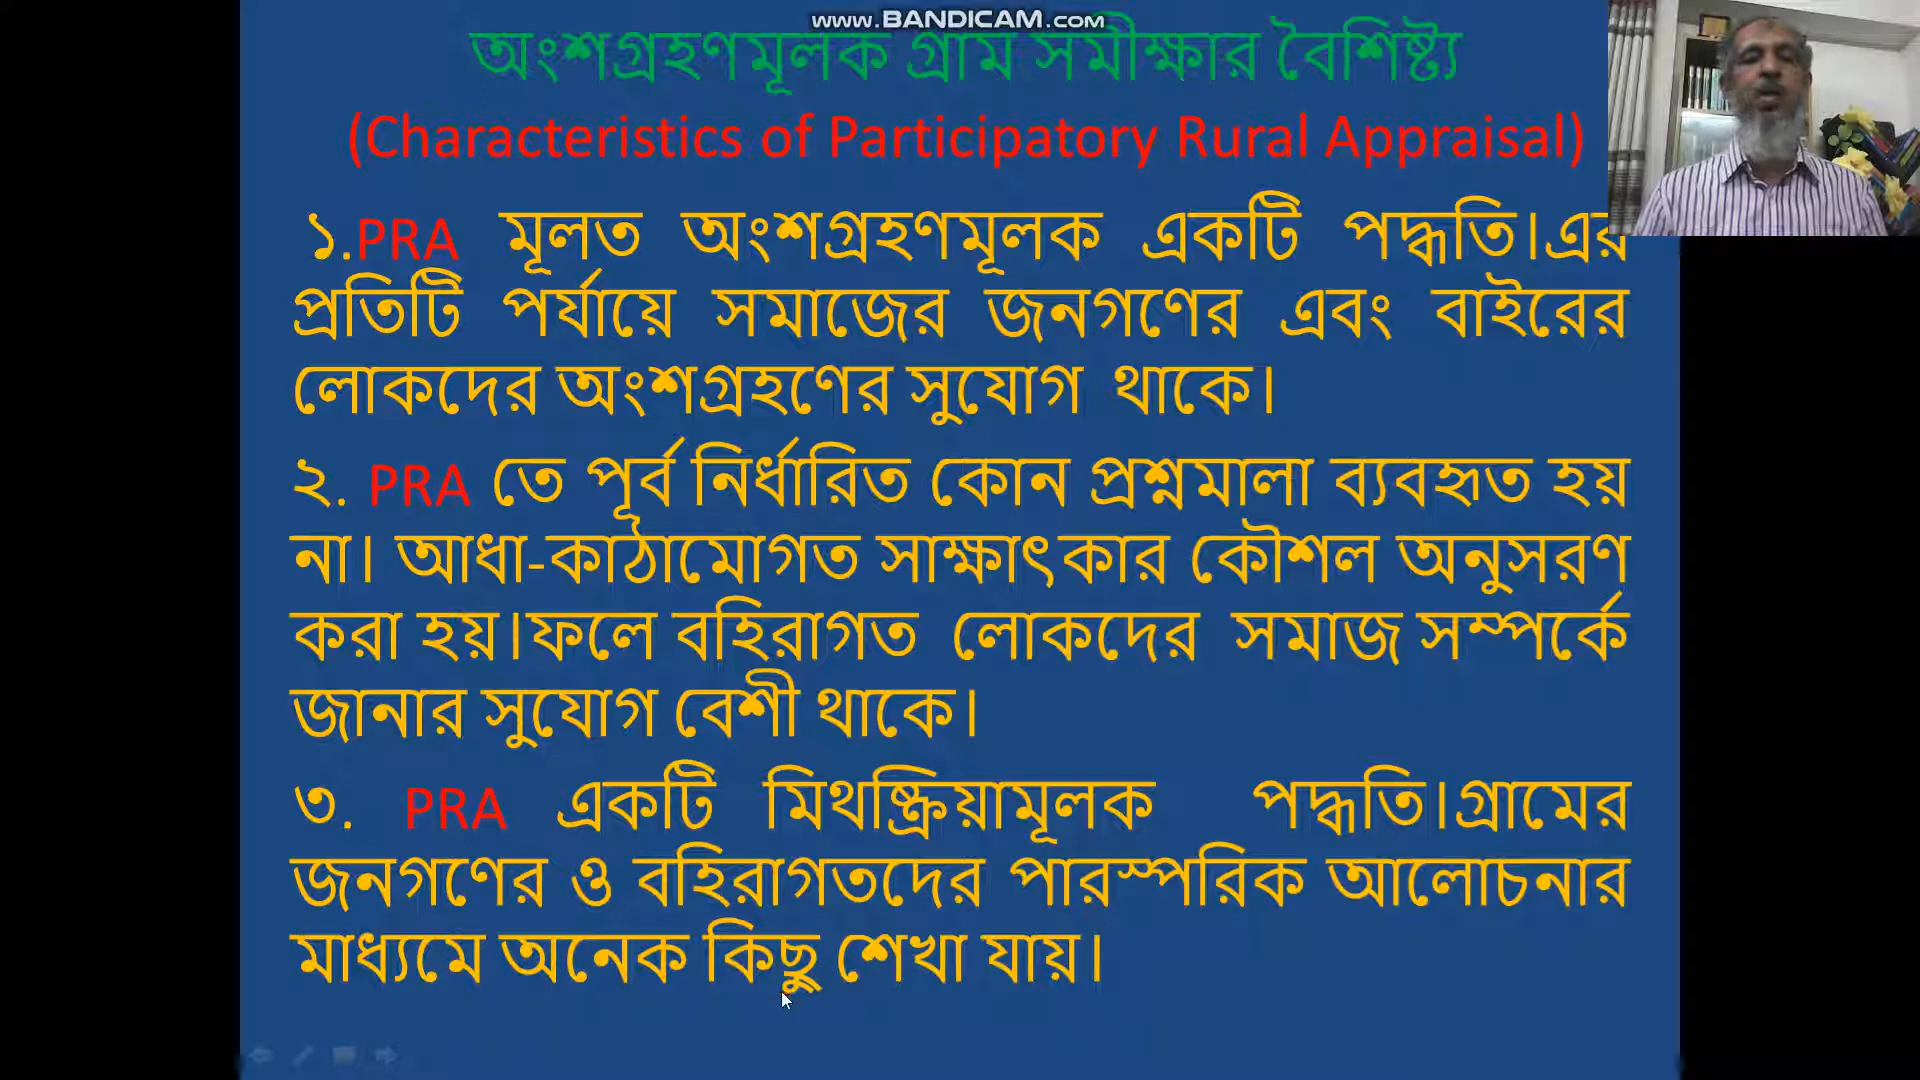 www.BANDICAM.com
অংশগ্রহণমূলক গ্রাম সমীক্ষার বৈশিষ্ট্য
(Characteristics of Participatory Rural Appraisal)
১.PRA মূলত অংশগ্রহণমূলক একটি পদ্ধতি।এর
প্রতিটি পর্যায়ে সমাজের জনগণের এবং বাইরের
লোকদের অংশগ্রহণের সুযোগ থাকে।
২. PRA তে পূর্ব নির্ধারিত কোন প্রশ্নমালা ব্যবহৃত হয়
না। আধা-কাঠামোগত সাক্ষাৎকার কৌশল অনুসরণ
করা হয়।ফলে বহিরাগত লোকদের সমাজ সম্পর্কে
জানার সুযোগ বেশী থাকে।
৩. PRA একটি মিথষ্ক্রিয়ামূলক পদ্ধতি।গ্রামের
জনগণের ও বহিরাগতদের পারস্পরিক আলোচনার
মাধ্যমে অনেক কিছু শেখা যায়।